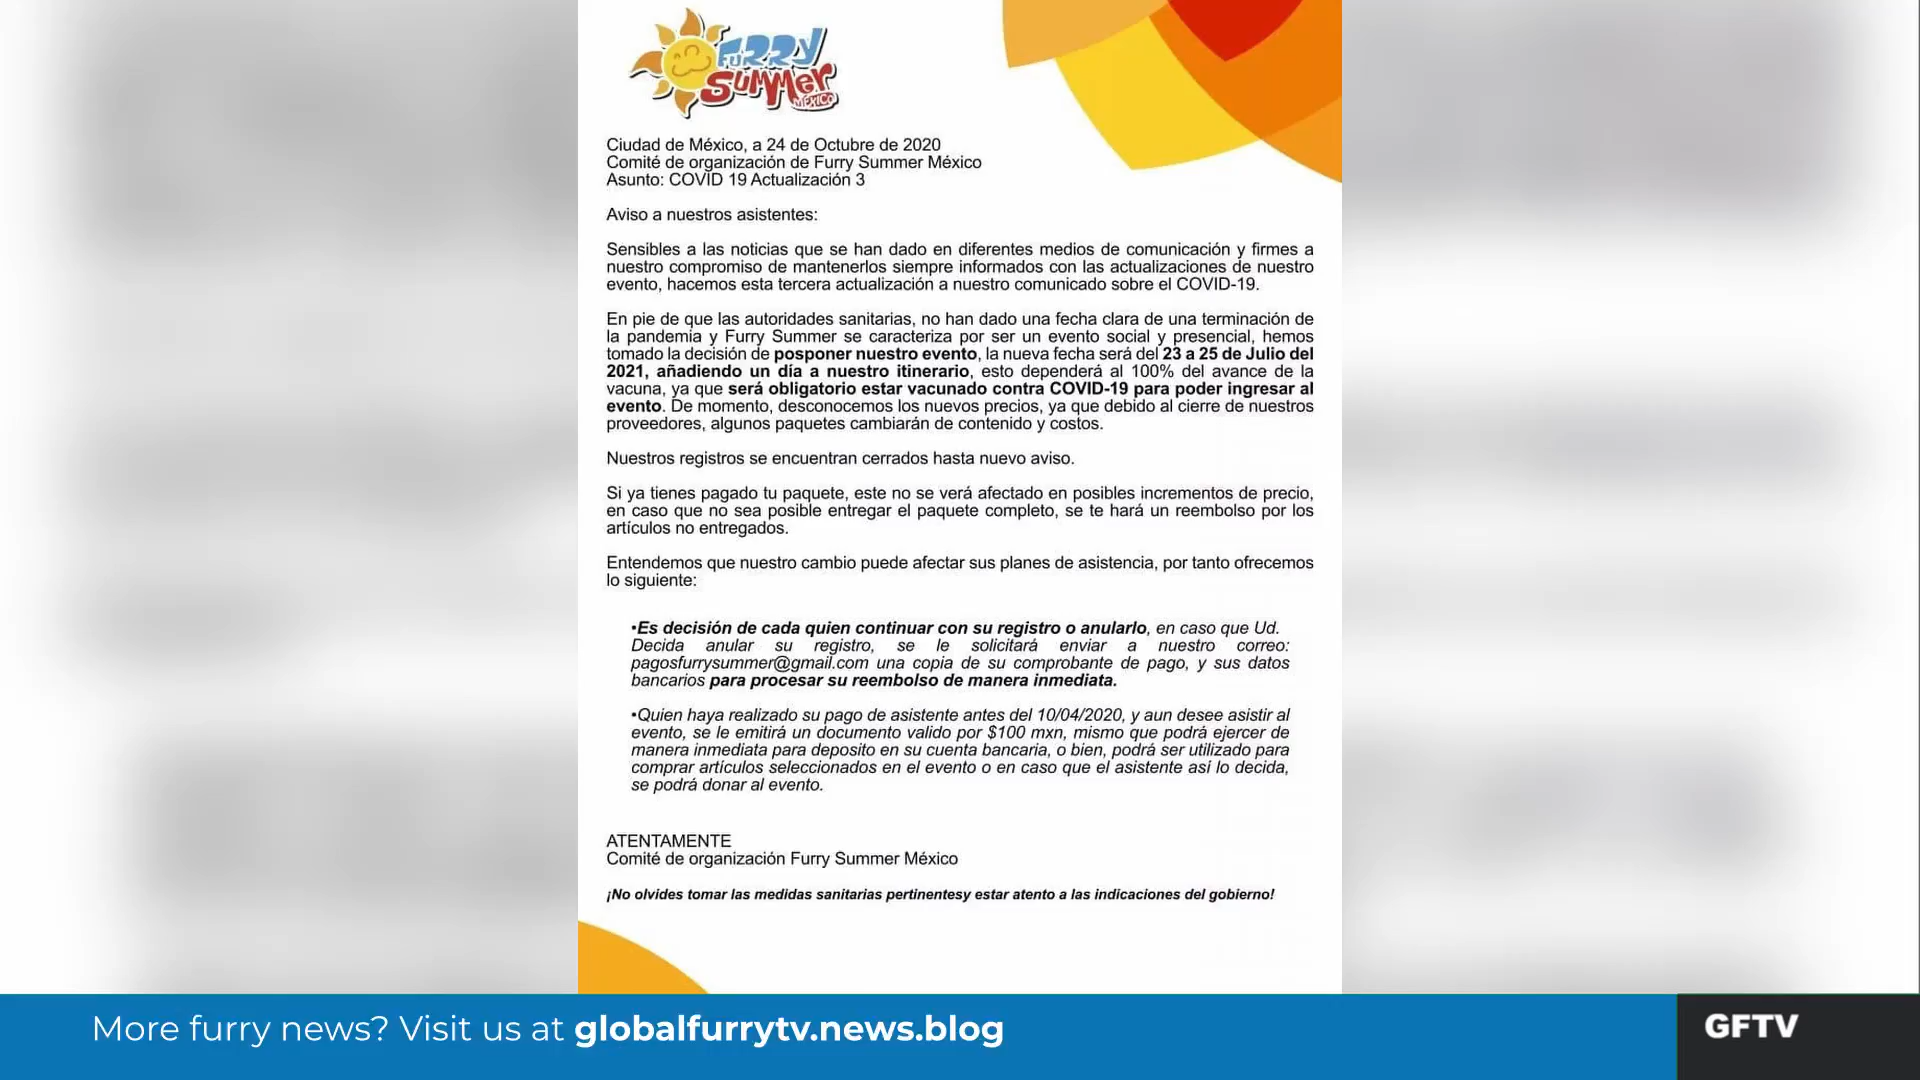 FURRY
SUMMER
MÉXICO
Ciudad de México, a 24 de Octubre de 2020
Comité de organización de Furry Summer México
Asunto: COVID 19 Actualización 3
Aviso a nuestros asistentes:
Sensibles a las noticias que se han dado en diferentes medios de comunicación y firmes a
nuestro compromiso de mantenerlos siempre informados con las actualizaciones de nuestro
evento, hacemos esta tercera actualización a nuestro comunicado sobre el COVID-19.
En pie de que las autoridades sanitarias, no han dado una fecha clara de una terminación de
la pandemia y Furry Summer se caracteriza por ser un evento social y presencial, hemos
tomado la decisión de posponer nuestro evento, la nueva fecha será del 23 a 25 de Julio del
2021, añadiendo un día a nuestro itinerario, esto dependerá al 100% del avance de la
vacuna, ya que será obligatorio estar vacunado contra COVID-19 para poder ingresar al
evento. De momento, desconocemos los nuevos precios, ya que debido al cierre de nuestros
proveedores, algunos paquetes cambiarán de contenido y costos.
Nuestros registros se encuentran cerrados hasta nuevo aviso.
Si ya tienes pagado tu paquete, este no se verá afectado en posibles incrementos de precio,
en caso que no sea posible entregar el paquete completo, se te hará un reembolso por los
artículos no entregados.
Entendemos que nuestro cambio puede afectar sus planes de asistencia, por tanto ofrecemos
lo siguiente:
•Es decisión de cada quien continuar con su registro o anularlo, en caso que Ud.
Decida anular su registro, se le solicitará enviar a nuestro correo:
pagosfurrysummer@gmail.com una copia de su comprobante de pago, y sus datos
bancarios para procesar su reembolso de manera inmediata.
•Quien haya realizado su pago de asistente antes del 10/04/2020, y aun desee asistir al
evento, se le emitirá un documento valido por $100 mxn, mismo que podrá ejercer de
manera inmediata para deposito en su cuenta bancaria, o bien, podrá ser utilizado para
comprar artículos seleccionados en el evento o en caso que el asistente así lo decida,
se podrá donar al evento.
ATENTAMENTE
Comité de organización Furry Summer México
¡No olvides tomar las medidas sanitarias pertinentesy estar atento a las indicaciones del gobierno!
More furry news? Visit us at globalfurrytv.news.blog
GFTV